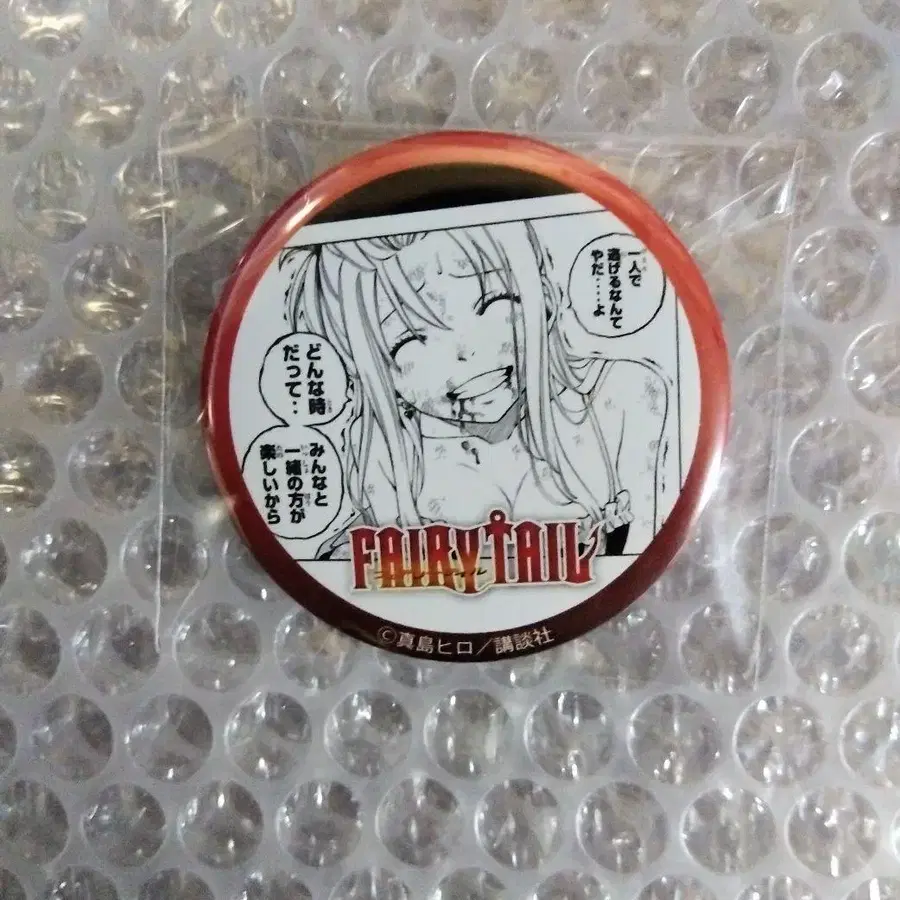 一人で
逃げるなんて
やだ‥‥よ
どんな時
だって‥
みんなと
一緒の方が
楽しいから
FAIRY TAIL
©真島ヒロ／講談社